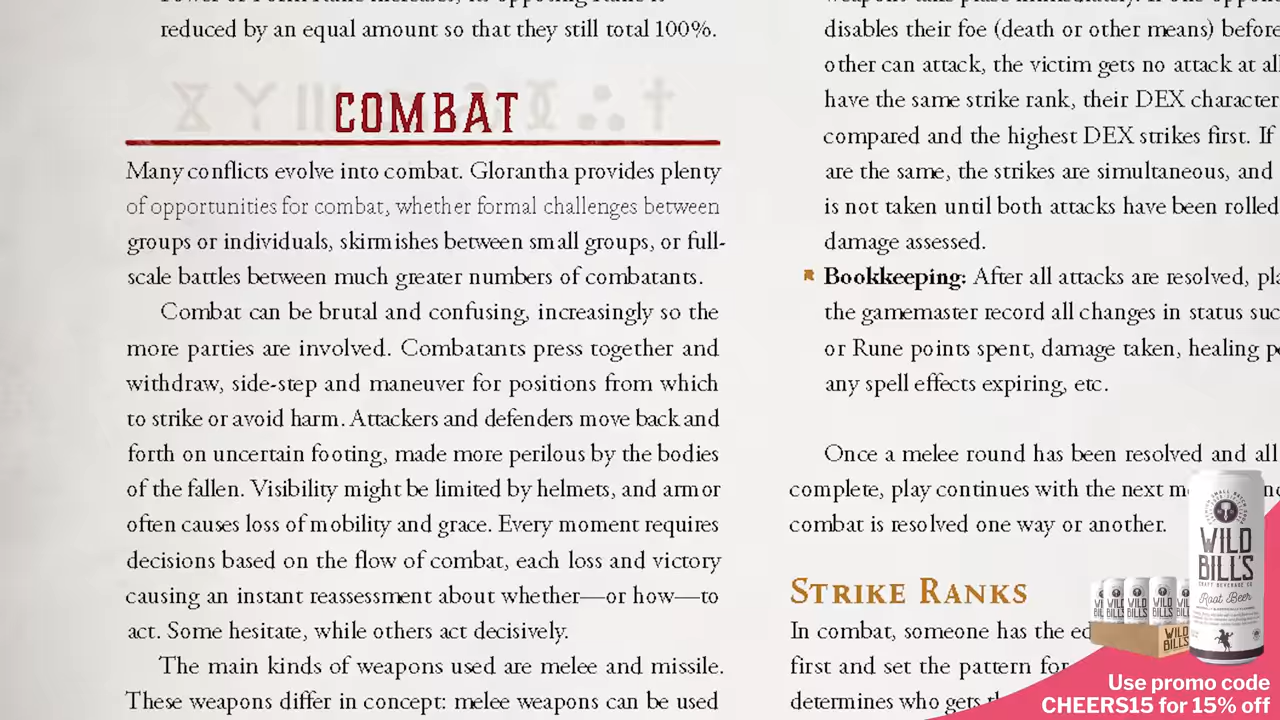 reduced by an equal amount so that they still total 100%.
COMBAT
Many conflicts evolve into combat. Glorantha provides plenty
of opportunities for combat, whether formal challenges between
groups or individuals, skirmishes between small groups, or full-
scale battles between much greater numbers of combatants.
Combat can be brutal and confusing, increasingly so the
more parties are involved. Combatants press together and
withdraw, side-step and maneuver for positions from which
to strike or avoid harm. Attackers and defenders move back and
forth on uncertain footing, made more perilous by the bodies
of the fallen. Visibility might be limited by helmets, and armor
often causes loss of mobility and grace. Every moment requires
decisions based on the flow of combat, each loss and victory
causing an instant reassessment about whether—or how—to
act. Some hesitate, while others act decisively.
The main kinds of weapons used are melee and missile.
These weapons differ in concept: melee weapons can be used
disables their foe (death or other means) before
other can attack, the victim gets no attack at all
have the same strike rank, their DEX
compared and the highest DEX strikes first. If
are the same, the strikes are simultaneous, and
is not taken until both attacks have been rolled
damage assessed.
Bookkeeping: After all attacks are resolved,
the gamemaster record all changes in status
or Rune points spent, damage taken, healing
any spell effects expiring, etc.
Once a melee round has been resolved and all
complete, play continues with the next
combat is resolved one way or another.
STRIKE RANKS
In combat, someone has the
first and set the pattern for
determines who gets
WILD
BILL'S
CRAFT BEVERAGE CO
Root Beer
Use promo code
CHEERS15 for 15% off